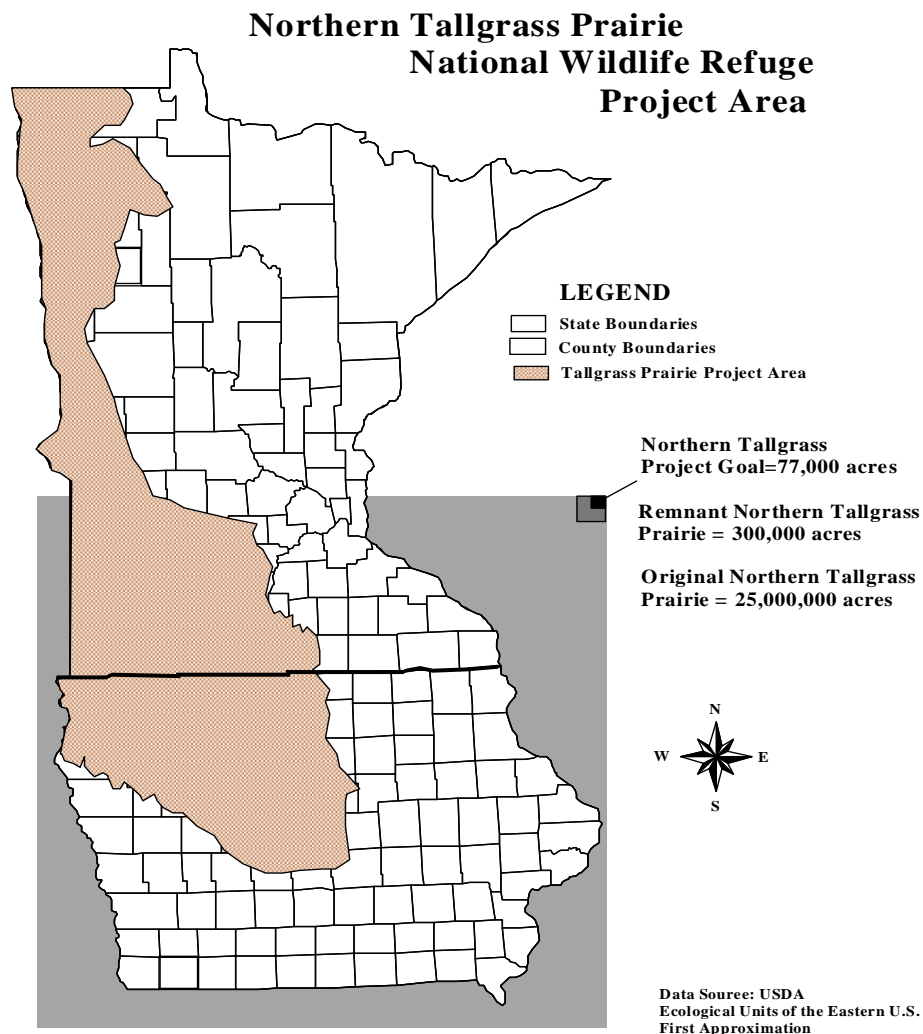 Northern Tallgrass Prairie
National Wildlife Refuge
Project Area
LEGEND
State Boundaries
County Boundaries
Tallgrass Prairie Project Area
Northern Tallgrass
Project Goal=77,000 acres
Remnant Northern Tallgrass
Prairie = 300,000 acres
Original Northern Tallgrass
Prairie = 25,000,000 acres
N
W
E
S
Data Source: USDA
Ecological Units of the Eastern U.S.
First Approximation